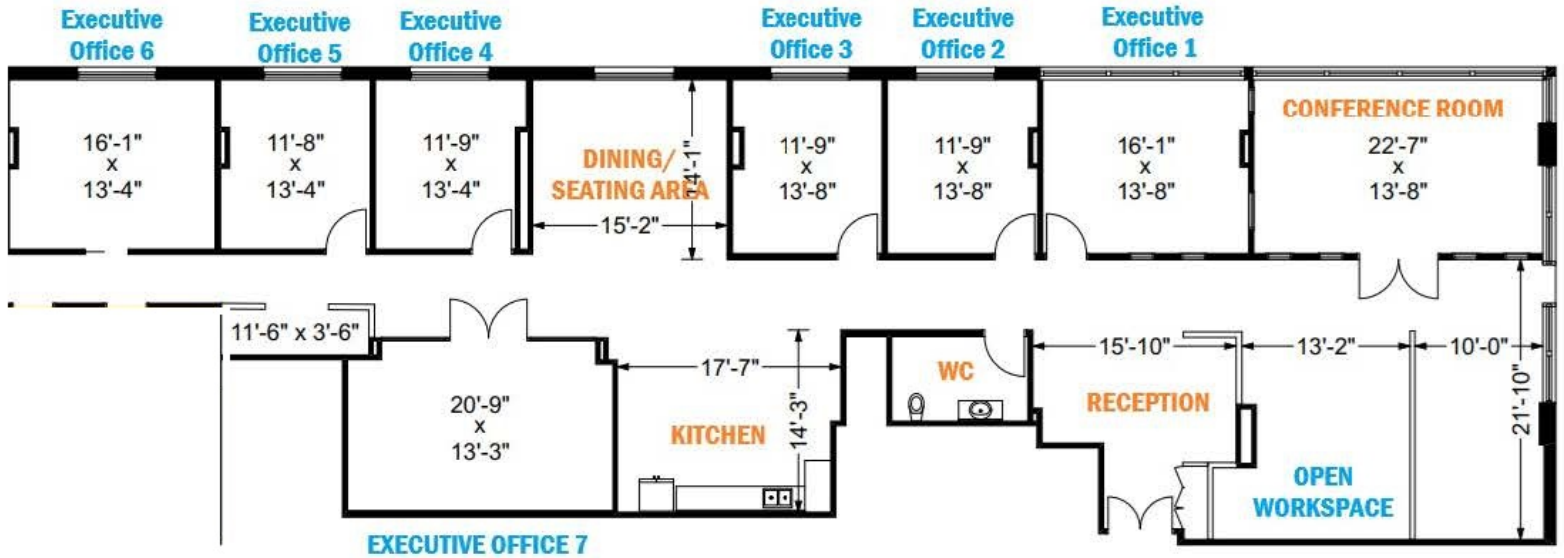 Executive
Office 6
Executive
Office 5
Executive
Office 4
Executive
Office 3
Executive
Office 2
Executive
Office 1
16'-1"
x
13'-4"
11'-8"
x
13'-4"
11'-9"
x
13'-4"
DINING/
SEATING AREA
14'-1"
15'-2"
11'-9"
x
13'-8"
11'-9"
x
13'-8"
16'-1"
x
13'-8"
CONFERENCE ROOM
22'-7"
x
13'-8"
11'-6" x 3'-6"
20'-9"
x
13'-3"
EXECUTIVE OFFICE 7
17'-7"
14'-3"
KITCHEN
WC
15'-10"
RECEPTION
13'-2"
10'-0"
21'-10"
OPEN
WORKSPACE